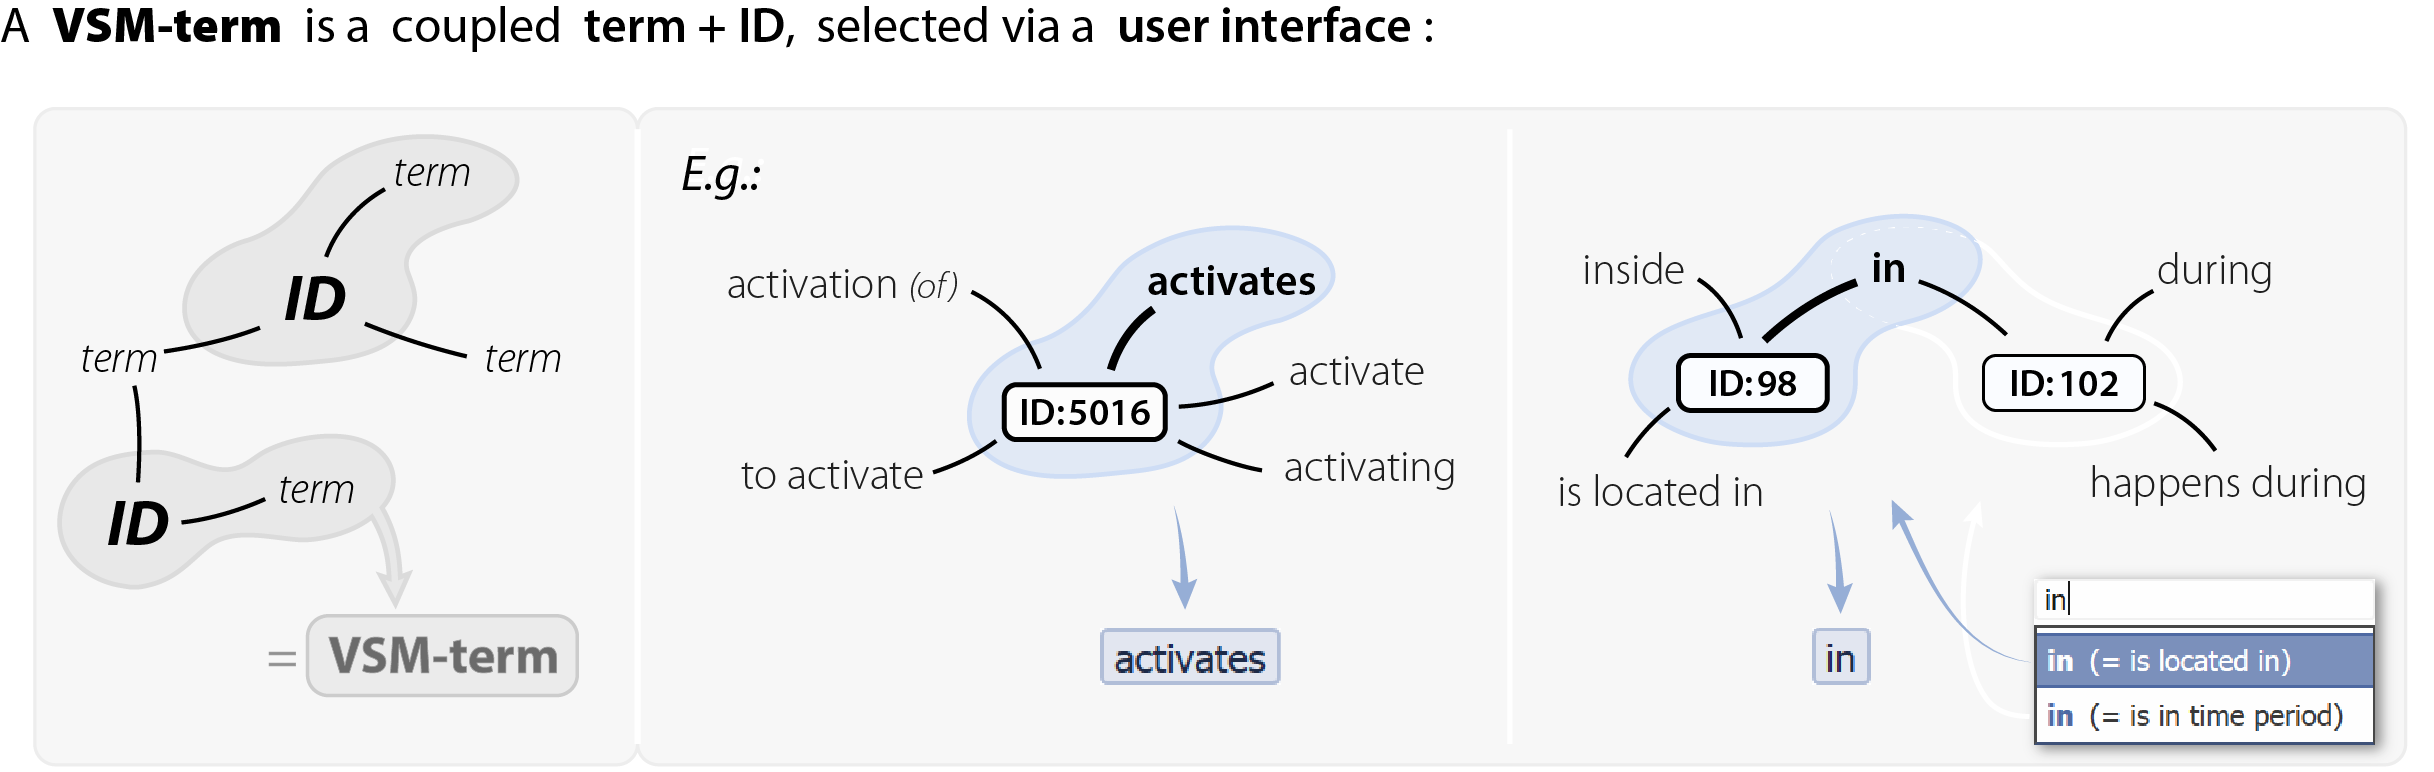 A VSM-term is a coupled term + ID, selected via a user interface :
term
ID
term
term
ID
term
= VSM-term
E.g.:
activation (of)
activates
activate
ID:5016
to activate
activating
activates
inside
in
during
ID:98
ID:102
is located in
happens during
in
in
in (= is located in)
in (= is in time period)